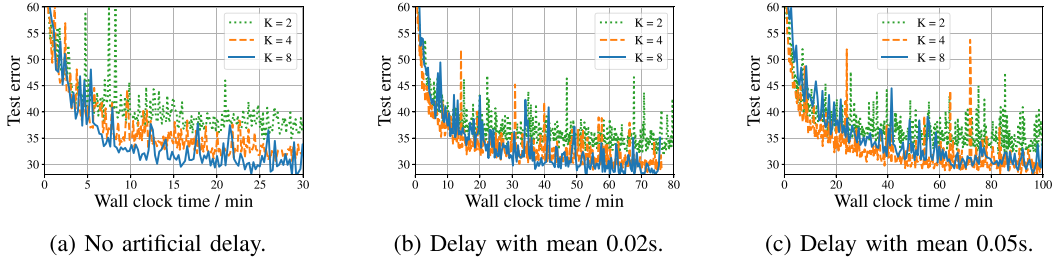 60
55
50
45
40
35
30
Test error
0
5
10
15
20
25
30
Wall clock time / min
K = 2
K = 4
K = 8
(a) No artificial delay.
60
55
50
45
40
35
30
Test error
0
10
20
30
40
50
60
70
80
Wall clock time / min
K = 2
K = 4
K = 8
(b) Delay with mean 0.02s.
60
55
50
45
40
35
30
Test error
0
20
40
60
80
100
Wall clock time / min
K = 2
K = 4
K = 8
(c) Delay with mean 0.05s.